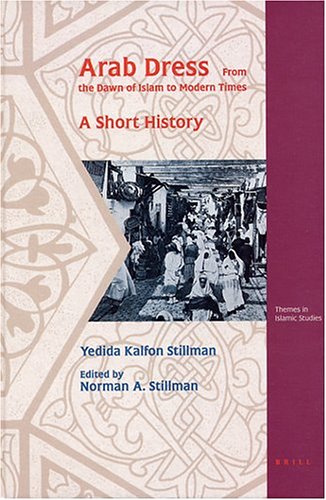 Arab Dress From
the Dawn of Islam to Modern Times
A Short History
Yedida Kalfon Stillman
Edited by
Norman A. Stillman
Themes in
Islamic Studies
BRILL